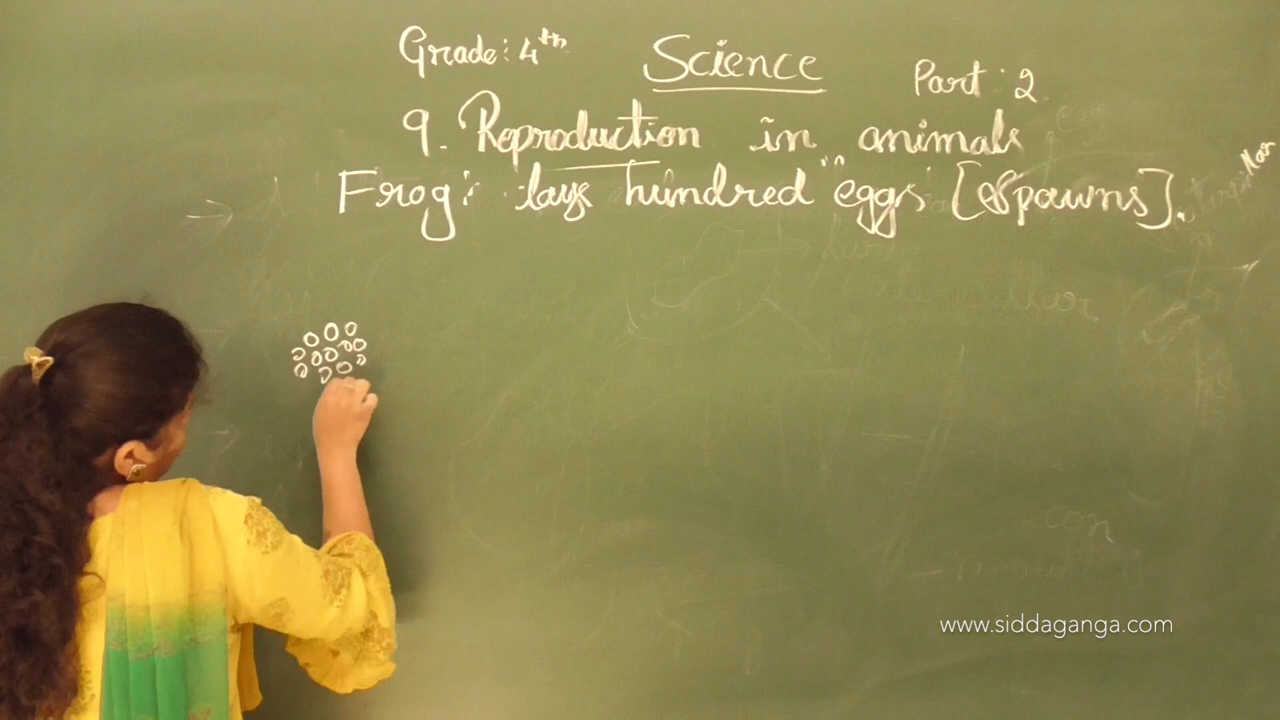 Grade: 4th Science Part: 2
9. Reproduction in animals
Frog: lays hundred eggs [Spawns].
www.siddaganga.com